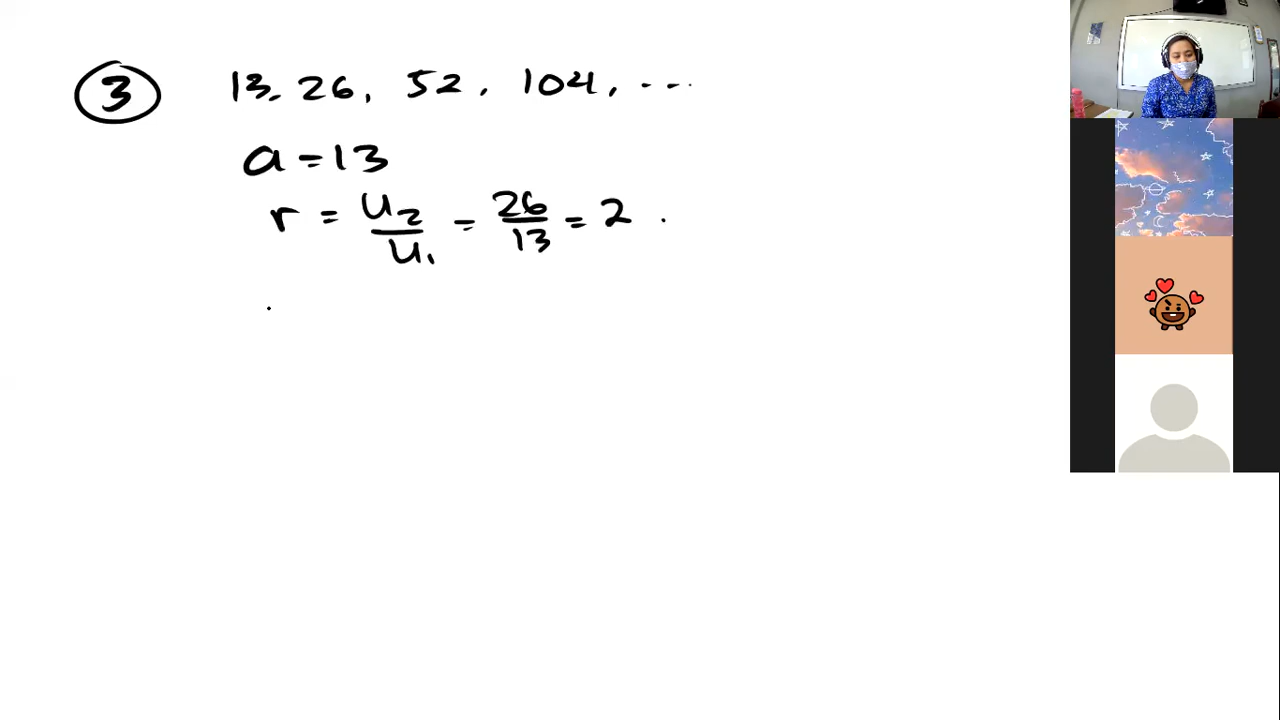 3 13, 26, 52, 104, ...
a = 13
r = U₂/U₁ = 26/13 = 2